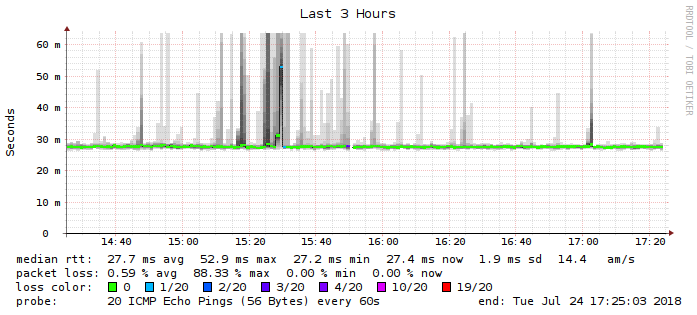 Last 3 Hours
RRDTOOL / TOBI OETIKER
Seconds
60 m
50 m
40 m
30 m
20 m
10 m
0
14:40 15:00 15:20 15:40 16:00 16:20 16:40 17:00 17:20
median rtt: 27.7 ms avg 52.9 ms max 27.2 ms min 27.4 ms now 1.9 ms sd 14.4 am/s
packet loss: 0.59 % avg 88.33 % max 0.00 % min 0.00 % now
loss color: 0 1/20 2/20 3/20 4/20 10/20 19/20
probe: 20 ICMP Echo Pings (56 Bytes) every 60s end: Tue Jul 24 17:25:03 2018